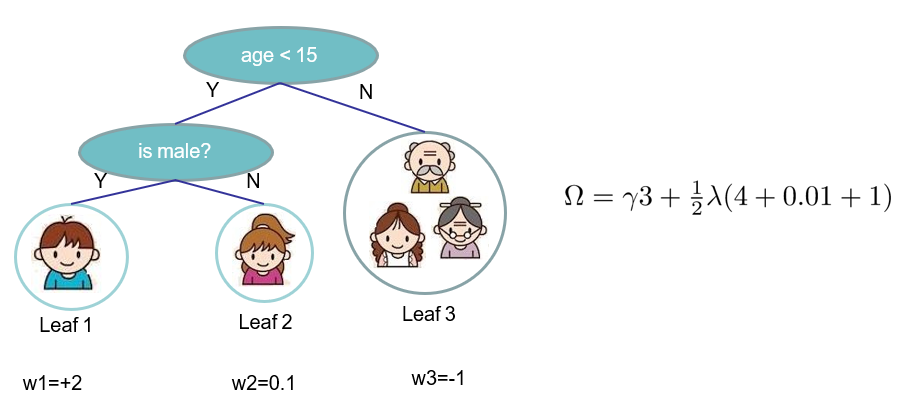 age < 15
Y
N
is male?
Y
N
Ω = γ3 + ½λ(4 + 0.01 + 1)
Leaf 1
Leaf 2
Leaf 3
w1=+2
w2=0.1
w3=-1